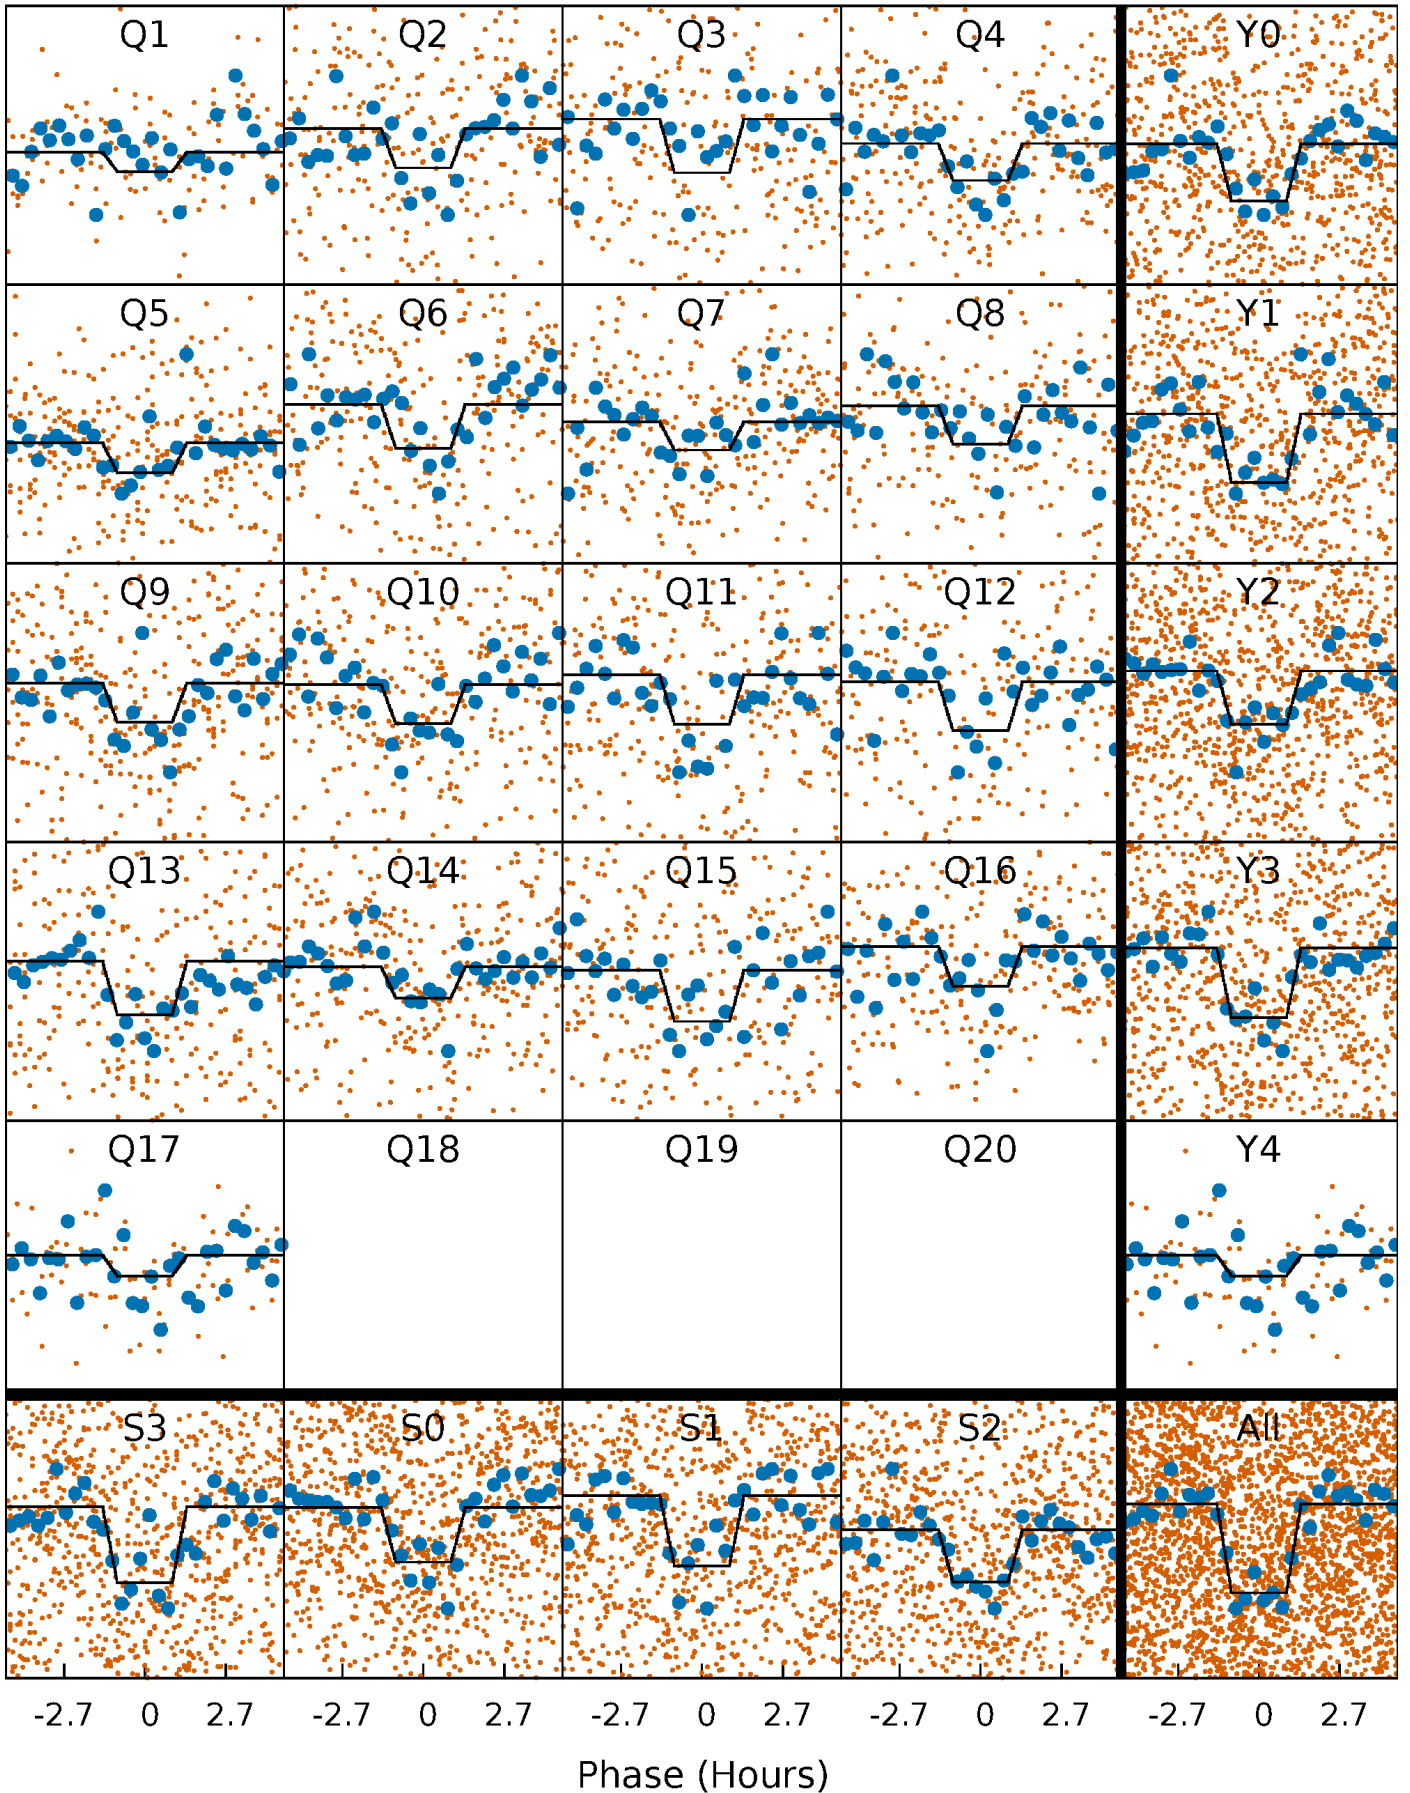 Q1 Q2 Q3 Q4 Y0
Q5 Q6 Q7 Q8 Y1
Q9 Q10 Q11 Q12 Y2
Q13 Q14 Q15 Q16 Y3
Q17 Q18 Q19 Q20 Y4
S3 S0 S1 S2 All
-2.7 0 2.7 -2.7 0 2.7 -2.7 0 2.7 -2.7 0 2.7 -2.7 0 2.7
Phase (Hours)